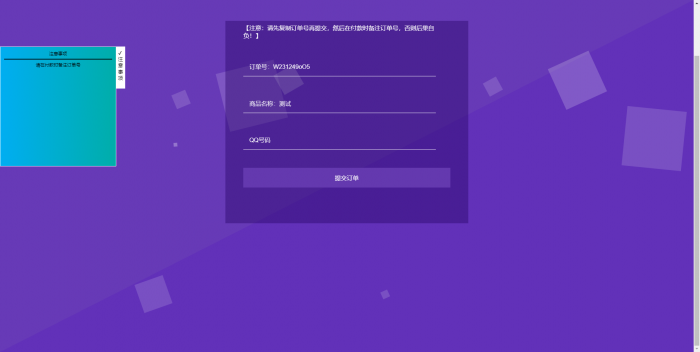 【注意：请先复制订单号再提交，然后在付款时备注订单号，否则后果自
负！】
订单号：W231249oO5
商品名称：测试
QQ号码
提交订单
注意事项
请在付款时备注订单号
✓
注
意
事
项